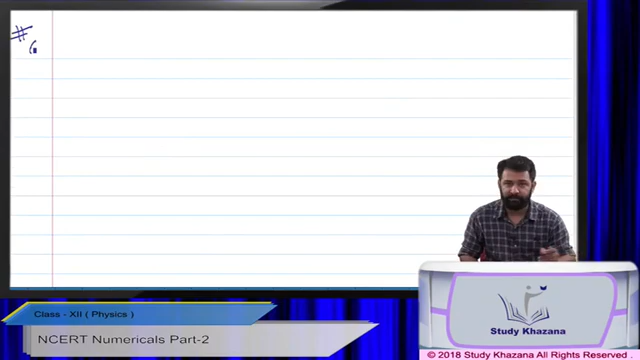 #
Class - XII ( Physics )
NCERT Numericals Part-2
Study Khazana
© 2018 Study Khazana. All Rights Reserved.